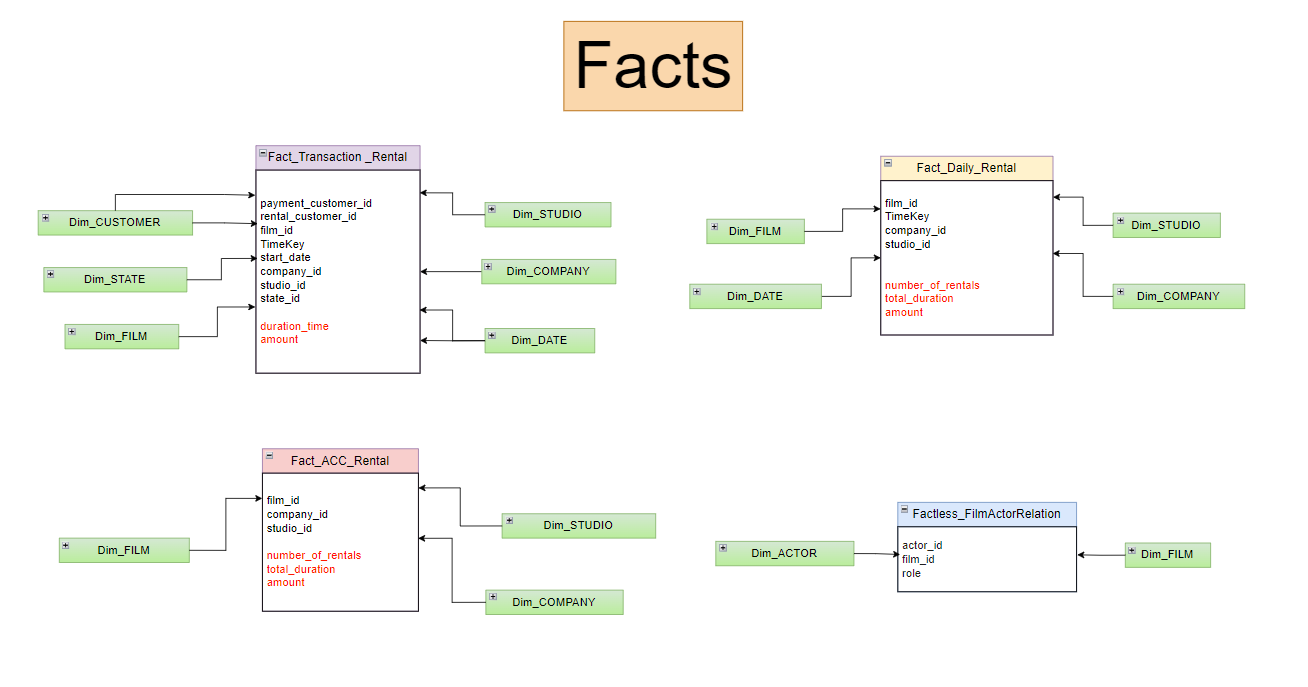 Facts
Fact_Transaction _Rental
payment_customer_id
rental_customer_id
film_id
TimeKey
start_date
company_id
studio_id
state_id
duration_time
amount
Dim_CUSTOMER
Dim_STATE
Dim_FILM
Dim_STUDIO
Dim_COMPANY
Dim_DATE
Fact_Daily_Rental
film_id
TimeKey
company_id
studio_id
number_of_rentals
total_duration
amount
Dim_FILM
Dim_DATE
Dim_STUDIO
Dim_COMPANY
Fact_ACC_Rental
film_id
company_id
studio_id
number_of_rentals
total_duration
amount
Dim_FILM
Dim_STUDIO
Dim_COMPANY
Factless_FilmActorRelation
actor_id
film_id
role
Dim_ACTOR
Dim_FILM